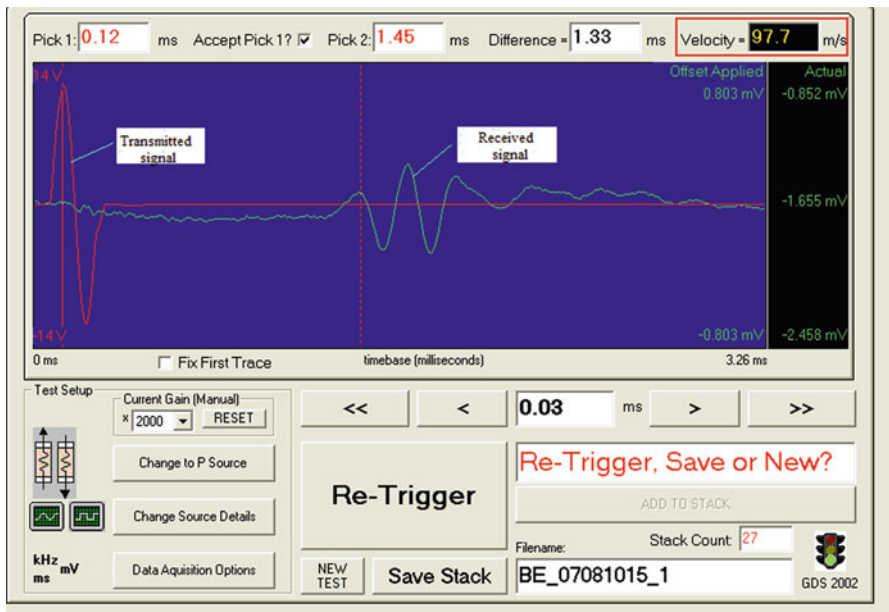 Pick 1: 0.12 ms Accept Pick 1? Pick 2: 1.45 ms Difference = 1.33 ms Velocity = 97.7 m/s
14 V
Offset Applied Actual
0.803 mV -0.852 mV
Transmitted
signal
Received
signal
-1.655 mV
-14 V
-0.803 mV -2.458 mV
0 ms Fix First Trace timebase (milliseconds) 3.26 ms
Test Setup
Current Gain (Manual)
x 2000 RESET
<< < 0.03 ms > >>
Change to P Source
Re-Trigger
Re-Trigger, Save or New?
ADD TO STACK
Change Source Details
Stack Count: 27
kHz
ms mV
Data Aquisition Options
NEW
TEST
Save Stack
Filename:
BE_07081015_1
GDS 2002